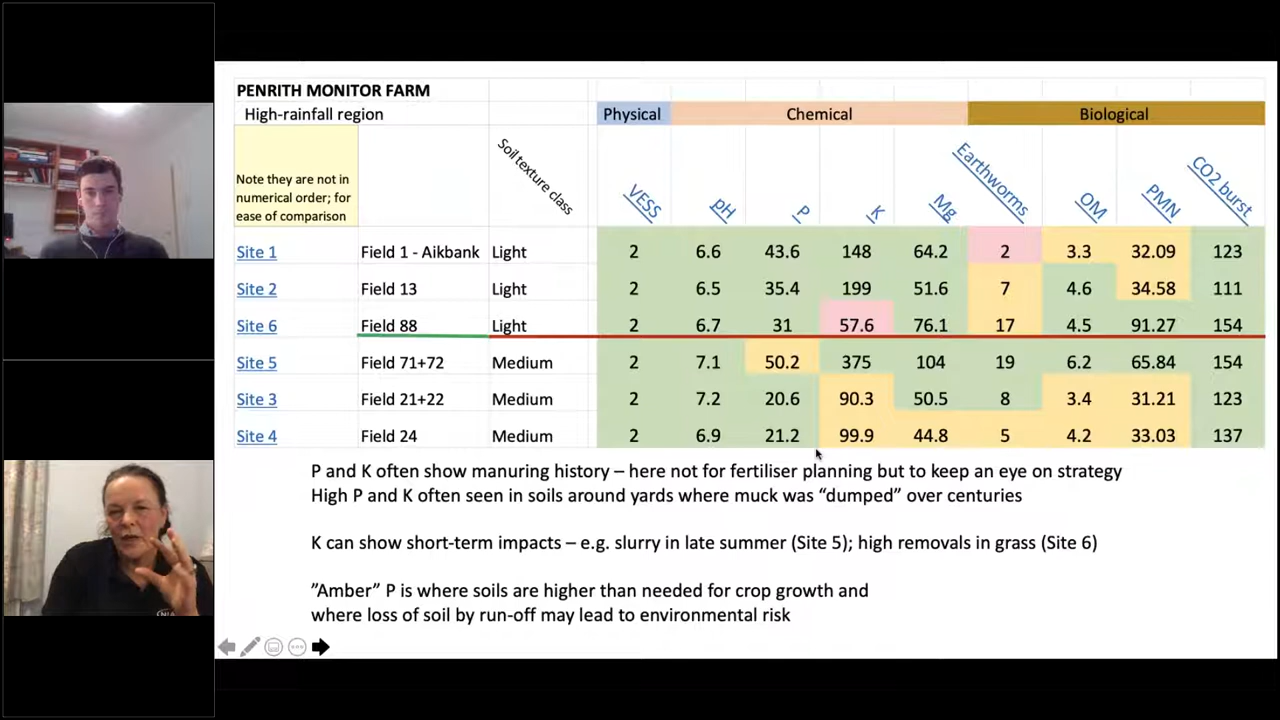 PENRITH MONITOR FARM
High-rainfall region
Physical Chemical Biological
Note they are not in
numerical order; for
ease of comparison
Soil texture class VESS pH P K Mg Earthworms OM PMN CO2 burst
Site 1 Field 1 - Aikbank Light 2 6.6 43.6 148 64.2 2 3.3 32.09 123
Site 2 Field 13 Light 2 6.5 35.4 199 51.6 7 4.6 34.58 111
Site 6 Field 88 Light 2 6.7 31 57.6 76.1 17 4.5 91.27 154
Site 5 Field 71+72 Medium 2 7.1 50.2 375 104 19 6.2 65.84 154
Site 3 Field 21+22 Medium 2 7.2 20.6 90.3 50.5 8 3.4 31.21 123
Site 4 Field 24 Medium 2 6.9 21.2 99.9 44.8 5 4.2 33.03 137
P and K often show manuring history – here not for fertiliser planning but to keep an eye on strategy
High P and K often seen in soils around yards where muck was “dumped” over centuries
K can show short-term impacts – e.g. slurry in late summer (Site 5); high removals in grass (Site 6)
”Amber” P is where soils are higher than needed for crop growth and
where loss of soil by run-off may lead to environmental risk